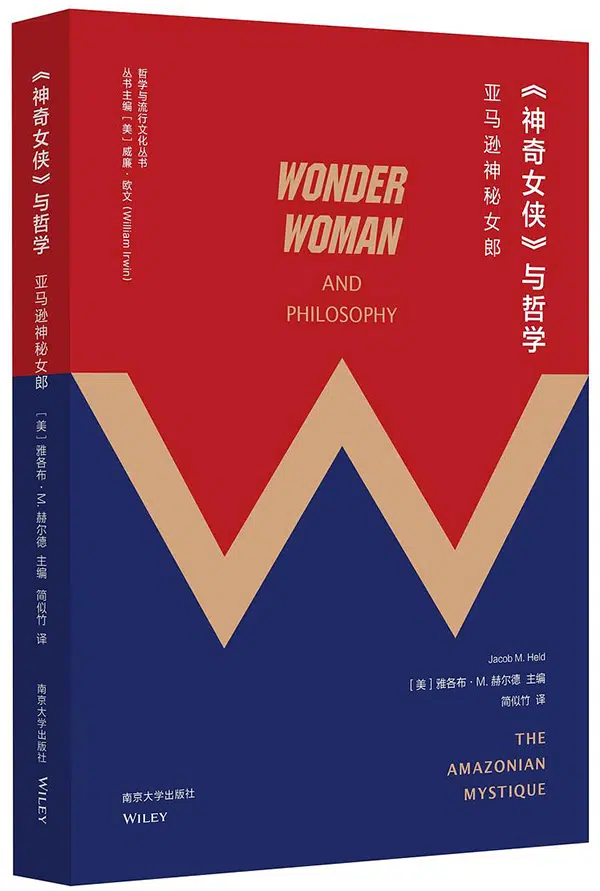 《神奇女侠》与哲学
亚马逊神秘女郎
［美］雅各布·M. 赫尔德 主编
简似竹 译
南京大学出版社
WILEY
哲学与流行文化丛书
丛书主编［美］威廉·欧文（William Irwin）
WONDER
WOMAN
AND
PHILOSOPHY
《神奇女侠》与哲学
亚马逊神秘女郎
Jacob M. Held
［美］雅各布·M. 赫尔德 主编
简似竹 译
THE
AMAZONIAN
MYSTIQUE
南京大学出版社
WILEY